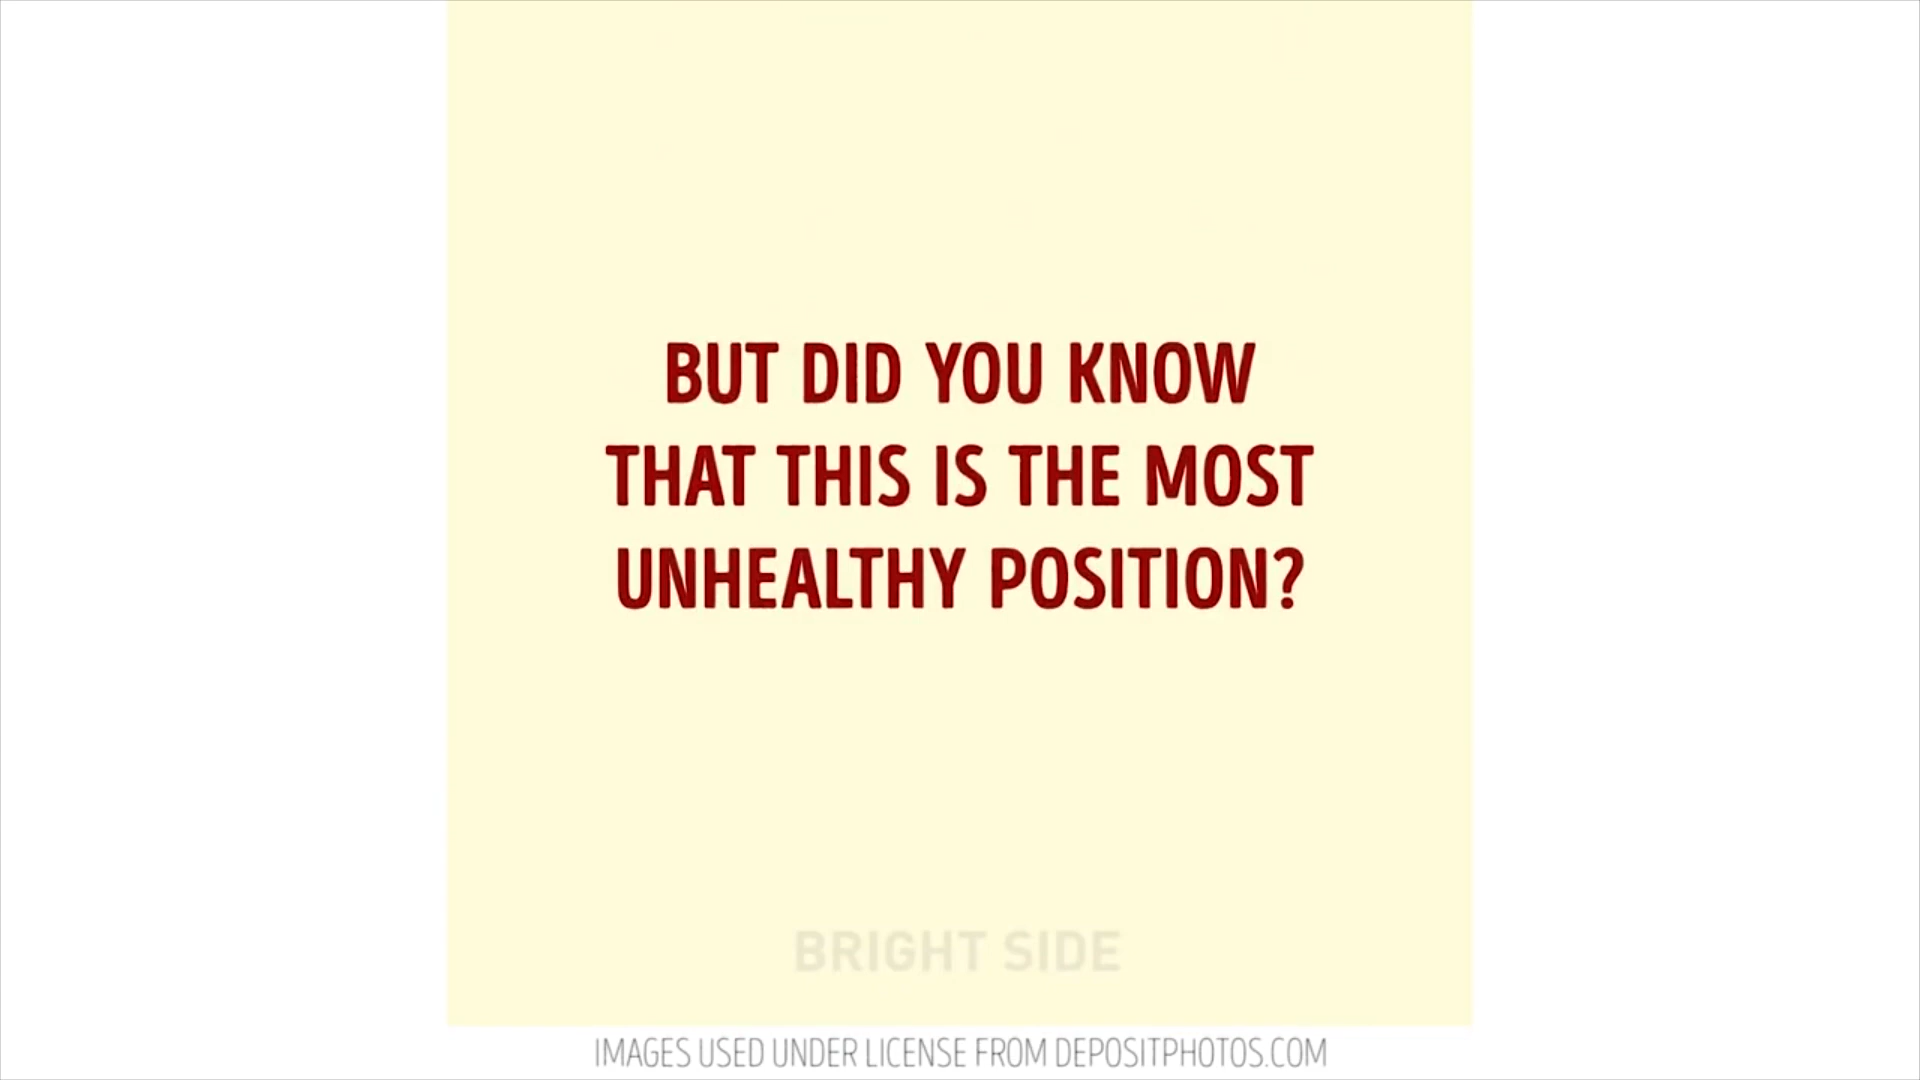 BUT DID YOU KNOW
THAT THIS IS THE MOST
UNHEALTHY POSITION?
BRIGHT SIDE
IMAGES USED UNDER LICENSE FROM DEPOSITPHOTOS.COM